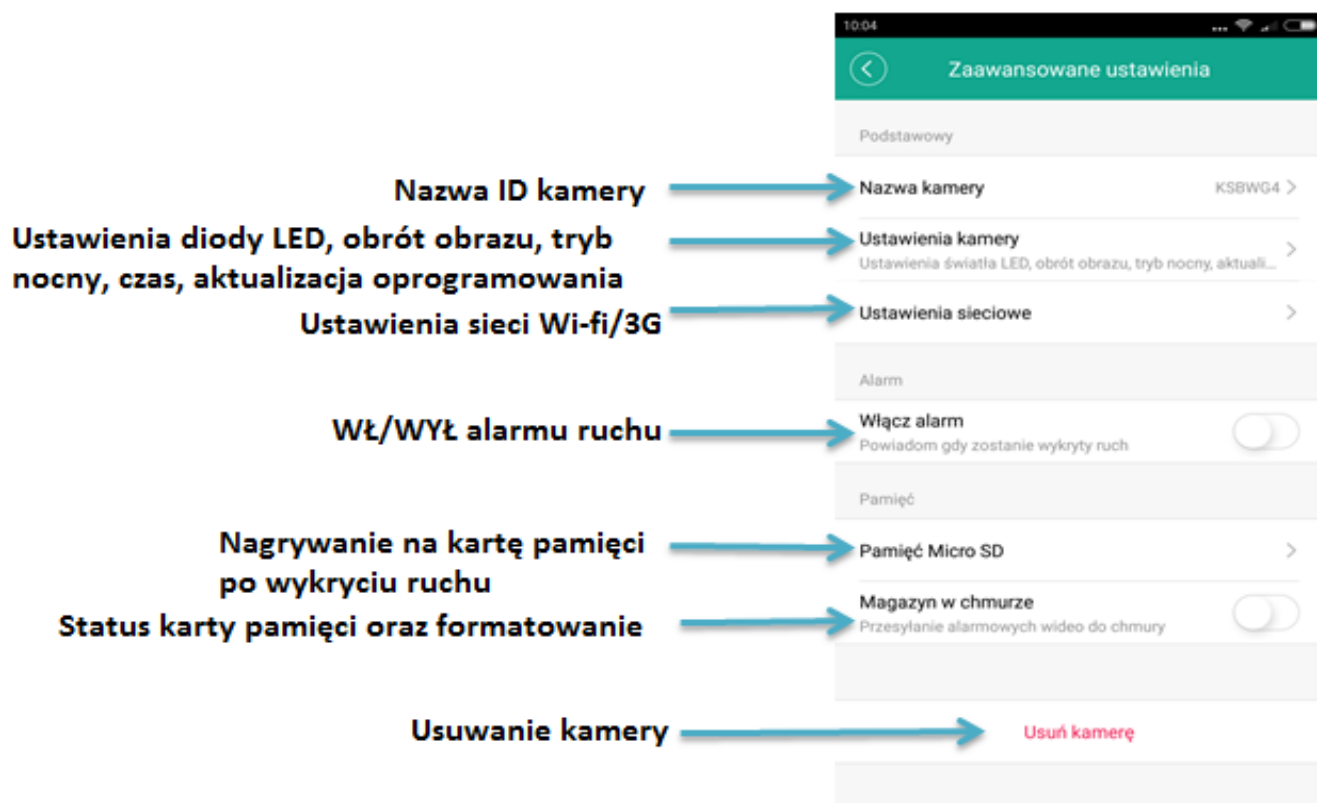 10:04
Zaawansowane ustawienia
Podstawowy
Nazwa ID kamery
Nazwa kamery
KSBWG4
Ustawienia diody LED, obrót obrazu, tryb
nocny, czas, aktualizacja oprogramowania
Ustawienia kamery
Ustawienia światła LED, obrót obrazu, tryb nocny, aktuali...
Ustawienia sieci Wi-fi/3G
Ustawienia sieciowe
Alarm
WŁ/WYŁ alarmu ruchu
Włącz alarm
Powiadom gdy zostanie wykryty ruch
Pamięć
Nagrywanie na kartę pamięci
po wykryciu ruchu
Pamięć Micro SD
Status karty pamięci oraz formatowanie
Magazyn w chmurze
Przesyłanie alarmowych wideo do chmury
Usuwanie kamery
Usuń kamerę